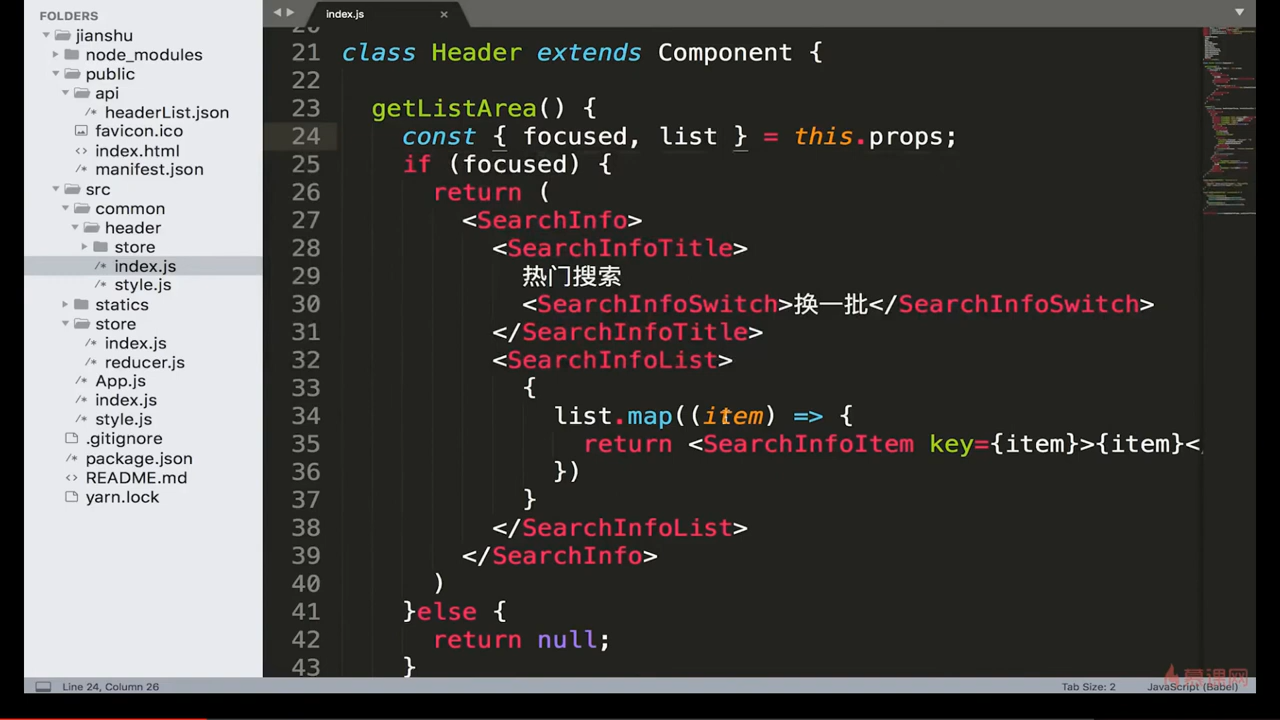 FOLDERS
jianshu
node_modules
public
api
headerList.json
favicon.ico
index.html
manifest.json
src
common
header
store
index.js
style.js
statics
store
index.js
reducer.js
App.js
index.js
style.js
.gitignore
package.json
README.md
yarn.lock
index.js
21 class Header extends Component {
22
23 getListArea() {
24 const { focused, list } = this.props;
25 if (focused) {
26 return (
27 <SearchInfo>
28 <SearchInfoTitle>
29 热门搜索
30 <SearchInfoSwitch>换一批</SearchInfoSwitch>
31 </SearchInfoTitle>
32 <SearchInfoList>
33 {
34 list.map((item) => {
35 return <SearchInfoItem key={item}>{item}<
36 })
37 }
38 </SearchInfoList>
39 </SearchInfo>
40 )
41 }else {
42 return null;
43 }
Line 24, Column 26
Tab Size: 2
JavaScript (Babel)
慕课网